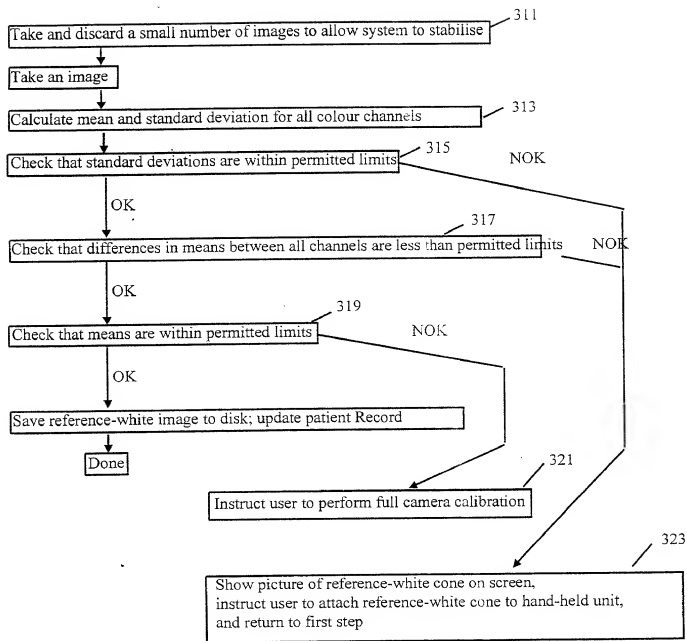 311
Take and discard a small number of images to allow system to stabilise
Take an image
313
Calculate mean and standard deviation for all colour channels
315
Check that standard deviations are within permitted limits
NOK
OK
317
Check that differences in means between all channels are less than permitted limits
NOK
OK
319
Check that means are within permitted limits
NOK
OK
Save reference-white image to disk; update patient Record
Done
321
Instruct user to perform full camera calibration
323
Show picture of reference-white cone on screen,
instruct user to attach reference-white cone to hand-held unit,
and return to first step